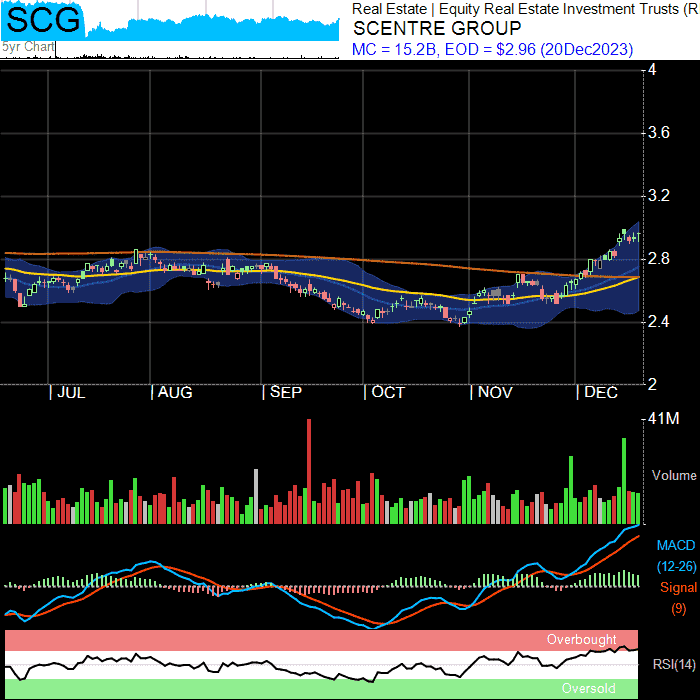 SCG
5yr Chart
Real Estate | Equity Real Estate Investment Trusts (R
SCENTRE GROUP
MC = 15.2B, EOD = $2.96 (20Dec2023)
4
3.6
3.2
2.8
2.4
2
| JUL | AUG | SEP | OCT | NOV | DEC
41M
Volume
MACD
(12-26)
Signal
(9)
Overbought
RSI(14)
Oversold